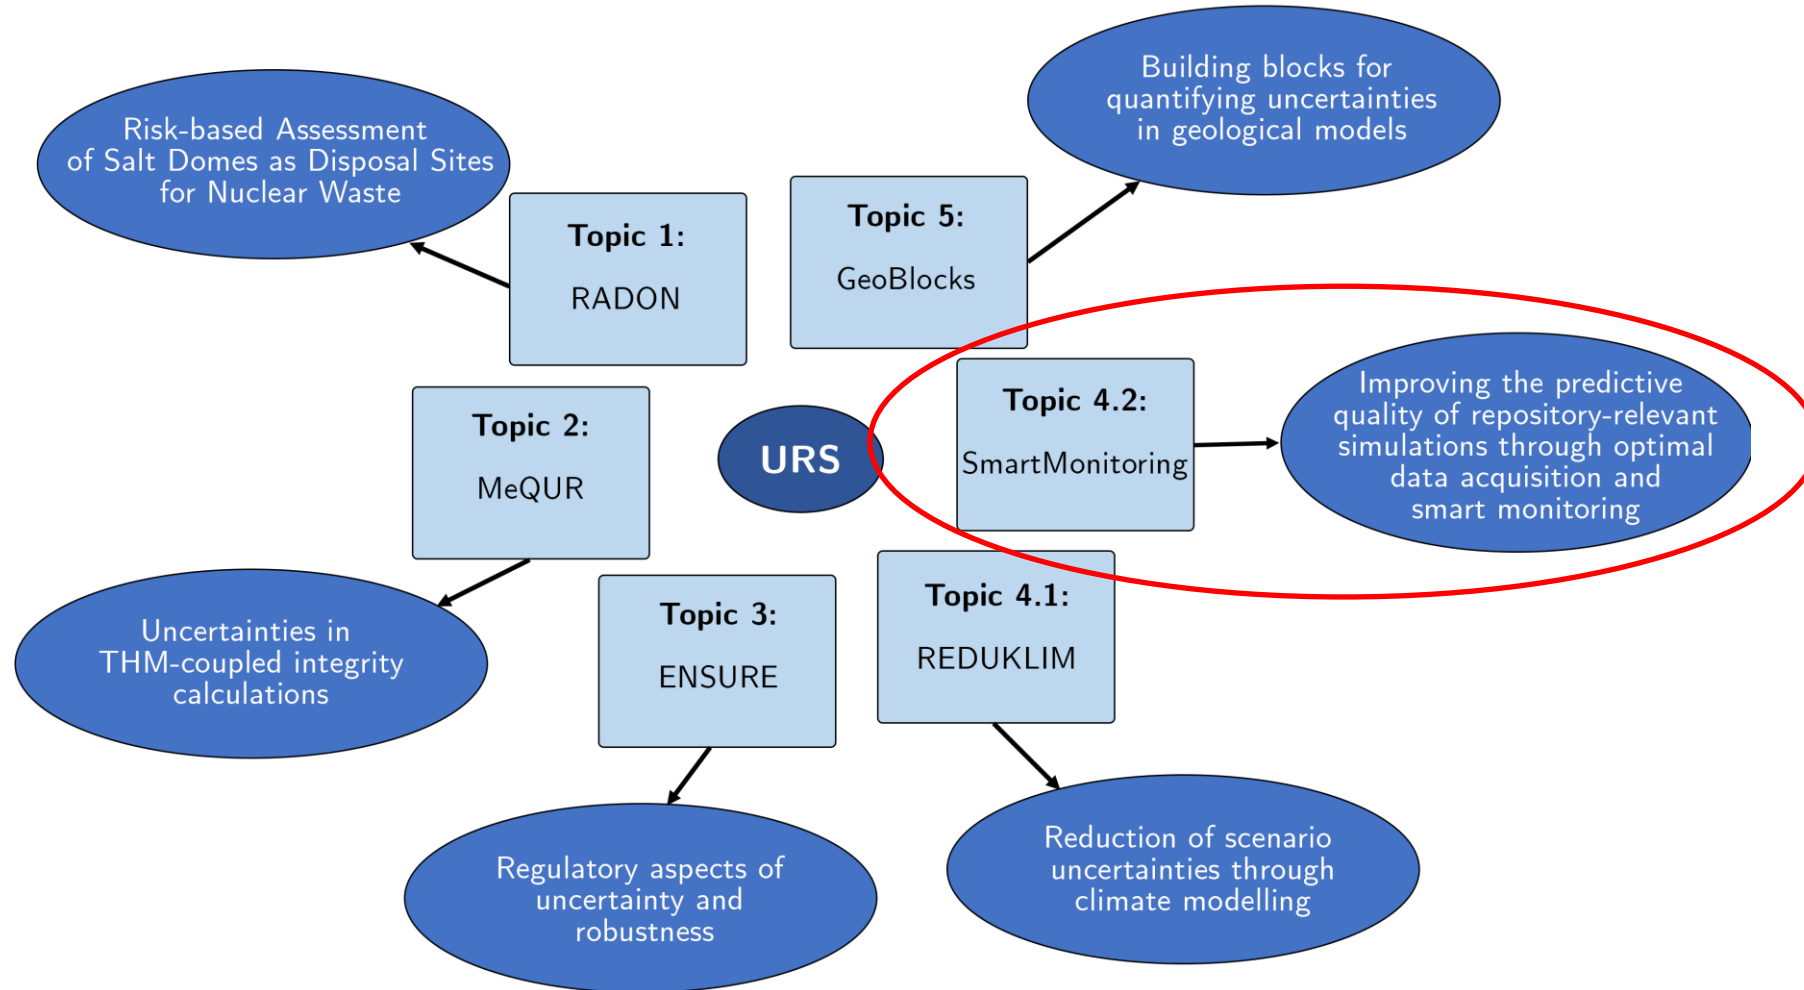 Building blocks for
quantifying uncertainties
in geological models
Risk-based Assessment
of Salt Domes as Disposal Sites
for Nuclear Waste
Topic 1:
RADON
Topic 5:
GeoBlocks
Topic 2:
MeQUR
URS
Topic 4.2:
SmartMonitoring
Improving the predictive
quality of repository-relevant
simulations through optimal
data acquisition and
smart monitoring
Uncertainties in
THM-coupled integrity
calculations
Topic 3:
ENSURE
Topic 4.1:
REDUKLIM
Regulatory aspects of
uncertainty and
robustness
Reduction of scenario
uncertainties through
climate modelling